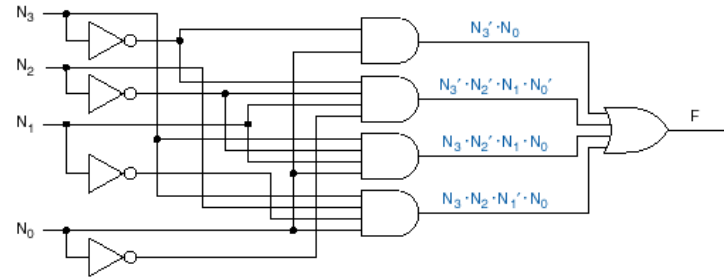 N3
N3′ · N0
N2
N3′ · N2′ · N1 · N0′
F
N1
N3 · N2′ · N1 · N0
N3 · N2 · N1′ · N0
N0